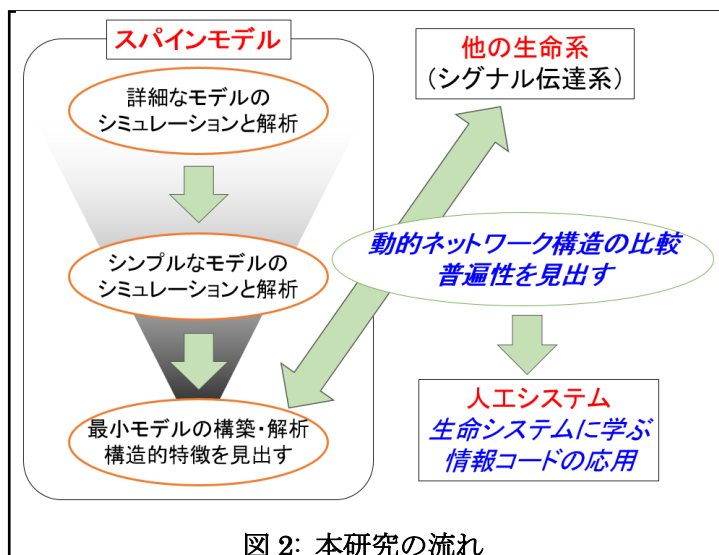 スパインモデル
詳細なモデルの
シミュレーションと解析
シンプルなモデルの
シミュレーションと解析
最小モデルの構築・解析
構造的特徴を見出す
他の生命系
（シグナル伝達系）
動的ネットワーク構造の比較
普遍性を見出す
人工システム
生命システムに学ぶ
情報コードの応用
図 2: 本研究の流れ